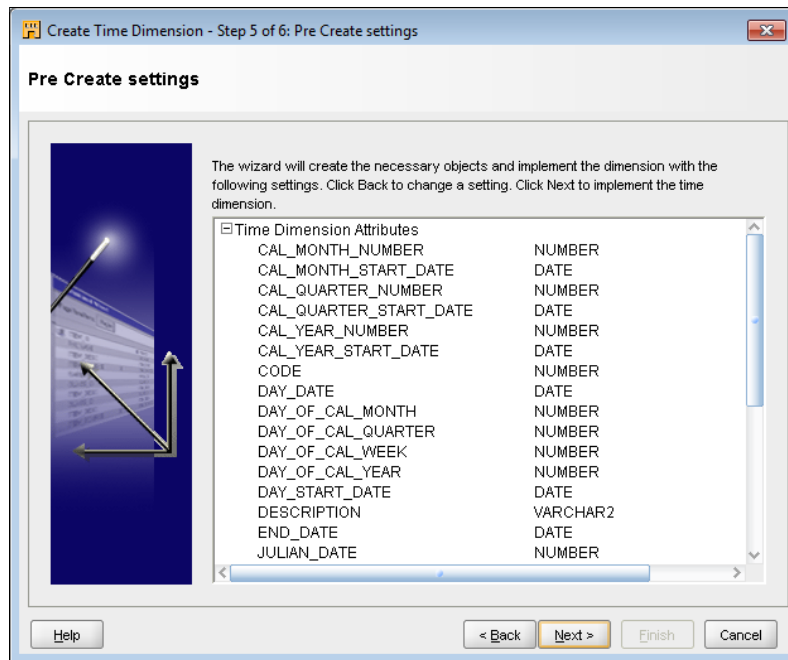 Create Time Dimension - Step 5 of 6: Pre Create settings
Pre Create settings
The wizard will create the necessary objects and implement the dimension with the
following settings. Click Back to change a setting. Click Next to implement the time
dimension.
Time Dimension Attributes
CAL_MONTH_NUMBER NUMBER
CAL_MONTH_START_DATE DATE
CAL_QUARTER_NUMBER NUMBER
CAL_QUARTER_START_DATE DATE
CAL_YEAR_NUMBER NUMBER
CAL_YEAR_START_DATE DATE
CODE NUMBER
DAY_DATE DATE
DAY_OF_CAL_MONTH NUMBER
DAY_OF_CAL_QUARTER NUMBER
DAY_OF_CAL_WEEK NUMBER
DAY_OF_CAL_YEAR NUMBER
DAY_START_DATE DATE
DESCRIPTION VARCHAR2
END_DATE DATE
JULIAN_DATE NUMBER
Help < Back Next > Finish Cancel